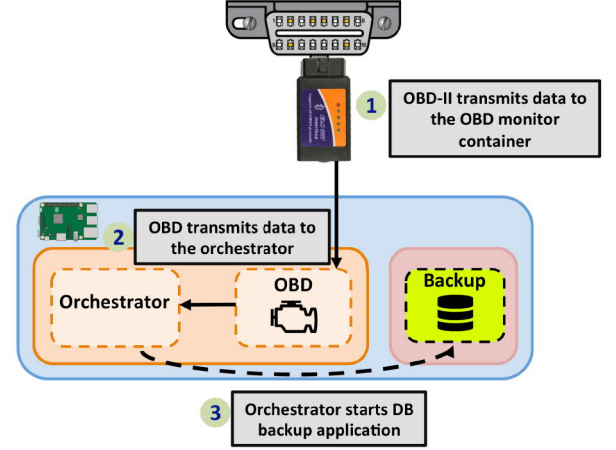 1
OBD-II transmits data to
the OBD monitor
container
2
OBD transmits data to
the orchestrator
Orchestrator
OBD
Backup
3
Orchestrator starts DB
backup application